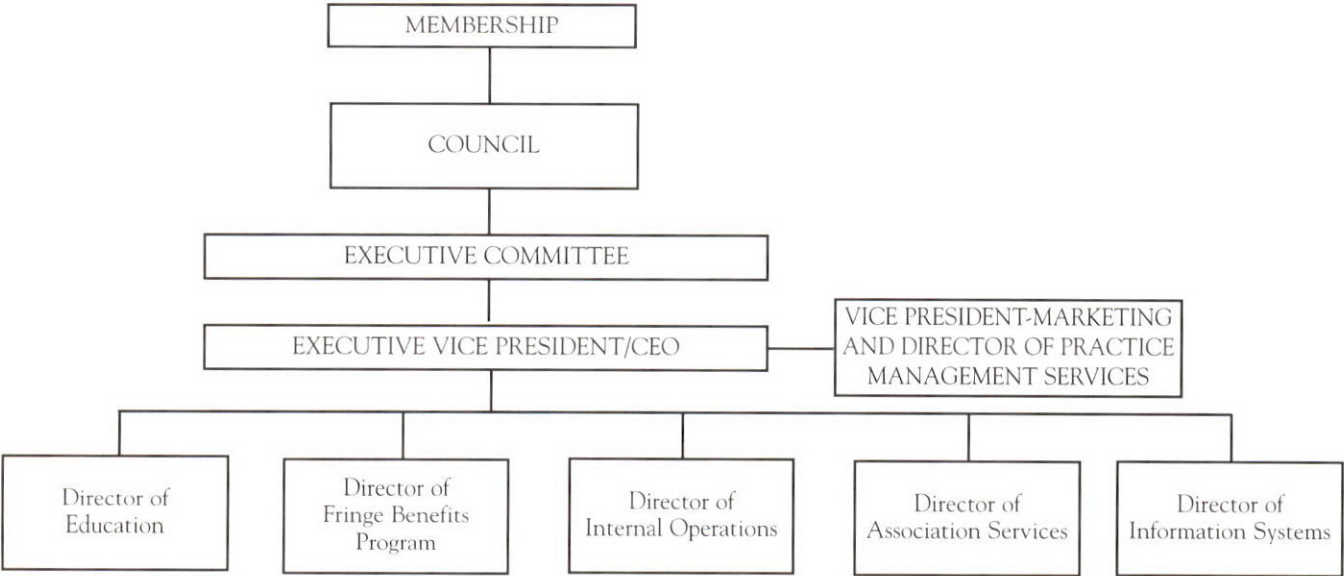 MEMBERSHIP
COUNCIL
EXECUTIVE COMMITTEE
EXECUTIVE VICE PRESIDENT/CEO
VICE PRESIDENT-MARKETING
AND DIRECTOR OF PRACTICE
MANAGEMENT SERVICES
Director of
Education
Director of
Fringe Benefits
Program
Director of
Internal Operations
Director of
Association Services
Director of
Information Systems